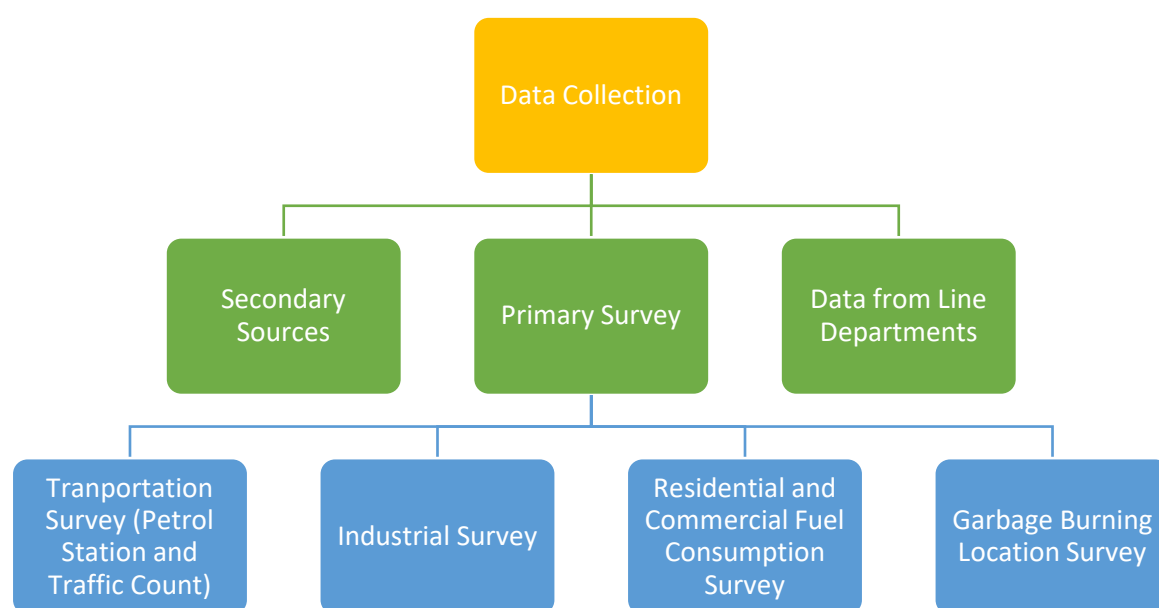 Data Collection
Secondary
Sources
Primary Survey
Data from Line
Departments
Tranportation
Survey (Petrol
Station and
Traffic Count)
Industrial Survey
Residential and
Commercial Fuel
Consumption
Survey
Garbage Burning
Location Survey